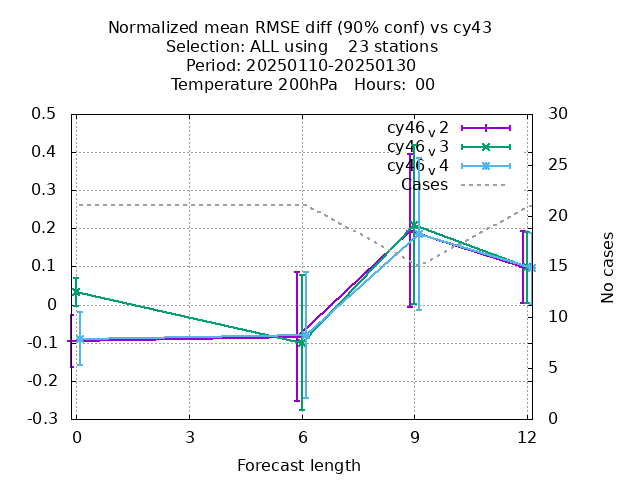 Normalized mean RMSE diff (90% conf) vs cy43
Selection: ALL using    23 stations
Period: 20250110-20250130
Temperature 200hPa   Hours:  00
cy46_v2
cy46_v3
cy46_v4
Cases
0.5
0.4
0.3
0.2
0.1
0
-0.1
-0.2
-0.3
30
25
20
15
10
5
0
No cases
0 3 6 9 12
Forecast length